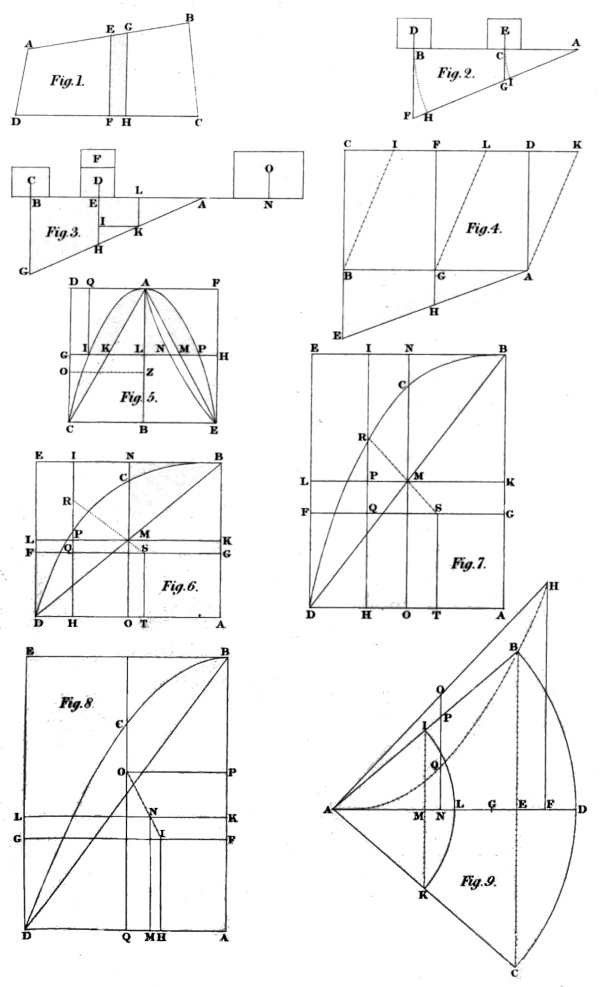 B
E G
A
Fig.1.
D F H C
D E
B C A
Fig.2.
G I
F H
F
C D L O
B E A N
Fig.3. I K
H
G
C I F L D K
Fig.4.
B G A
H
E
D Q A F
G I K L N M P H
O Z
Fig.5.
C B E
E I N B
C
R
L P M K
F Q S G
Fig.6.
D H O T A
E I N B
C
R
L P M K
F Q S G
Fig.7.
D H O T A
E B
Fig.8
C
O P
L N K
G I F
D Q M H A
H
B
O
I P
Q
A M N L G E F D
K
Fig.9.
C